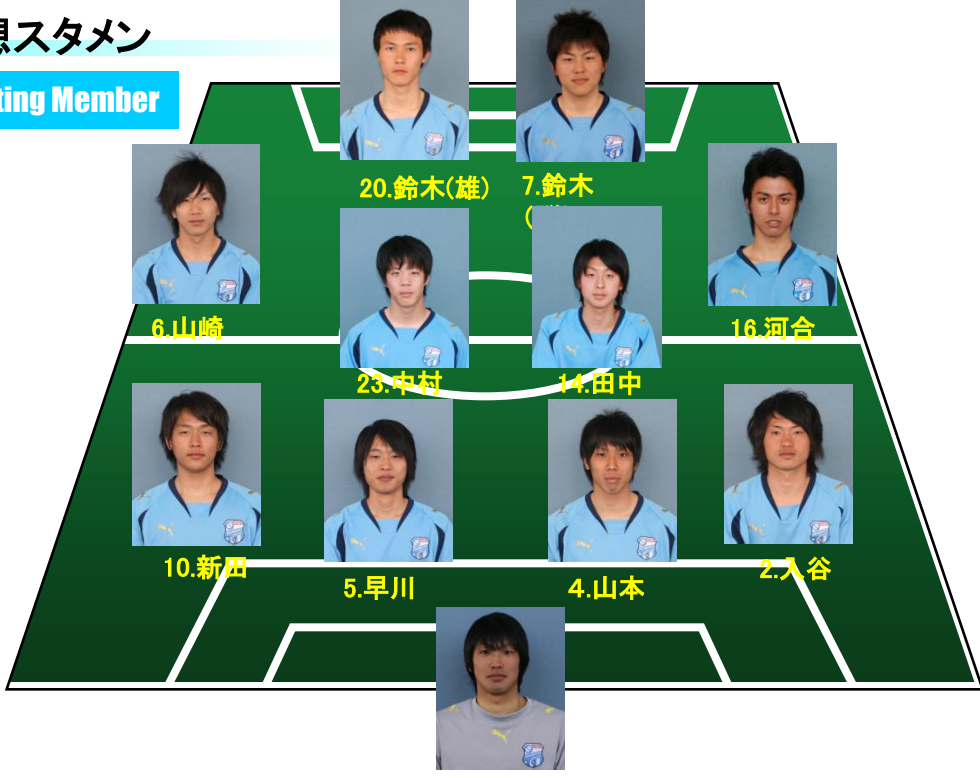 想スタメン
ting Member
20.鈴木(雄)
7.鈴木
6.山崎
16.河合
23.中村
14.田中
10.新田
5.早川
4.山本
2.入谷